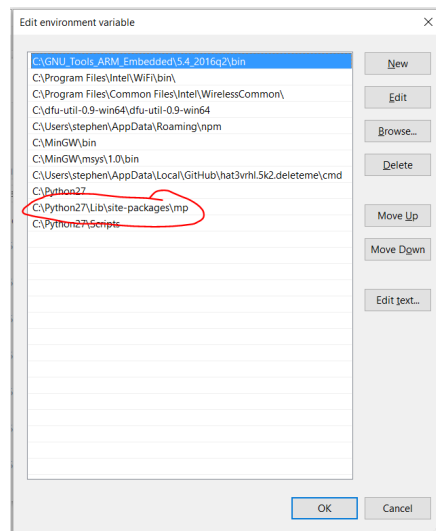 Edit environment variable
C:\GNU_Tools_ARM_Embedded\5.4_2016q2\bin
C:\Program Files\Intel\WiFi\bin\
C:\Program Files\Common Files\Intel\WirelessCommon\
C:\dfu-util-0.9-win64\dfu-util-0.9-win64
C:\Users\stephen\AppData\Roaming\npm
C:\MinGW\bin
C:\MinGW\msys\1.0\bin
C:\Users\stephen\AppData\Local\GitHub\hat3vrhl.5k2.deleteme\cmd
C:\Python27
C:\Python27\Lib\site-packages\mp
C:\Python27\Scripts
New
Edit
Browse...
Delete
Move Up
Move Down
Edit text...
OK
Cancel